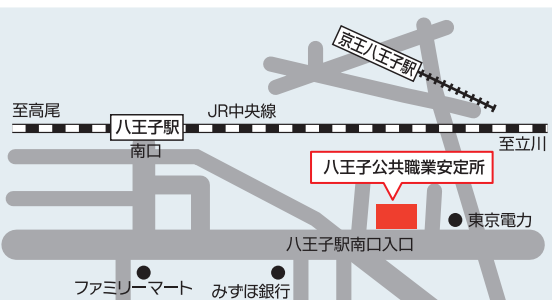 京王八王子駅
至高尾
JR中央線
八王子駅
至立川
南口
八王子公共職業安定所
東京電力
八王子駅南口入口
ファミリーマート
みずほ銀行